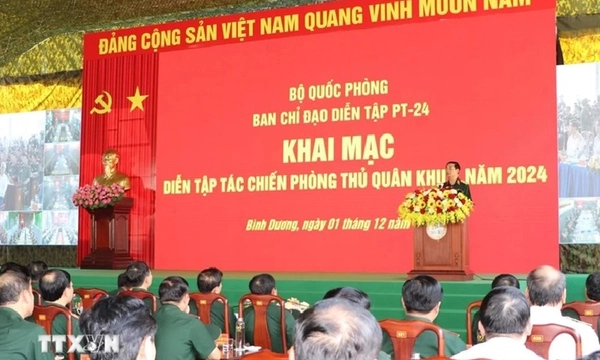 ĐẢNG CỘNG SẢN VIỆT NAM QUANG VINH MUÔN NĂM
BỘ QUỐC PHÒNG
BAN CHỈ ĐẠO DIỄN TẬP PT-24
KHAI MẠC
DIỄN TẬP TÁC CHIẾN PHÒNG THỦ QUÂN KHU NĂM 2024
Bình Dương, ngày 01 tháng 12 năm
TTXVN